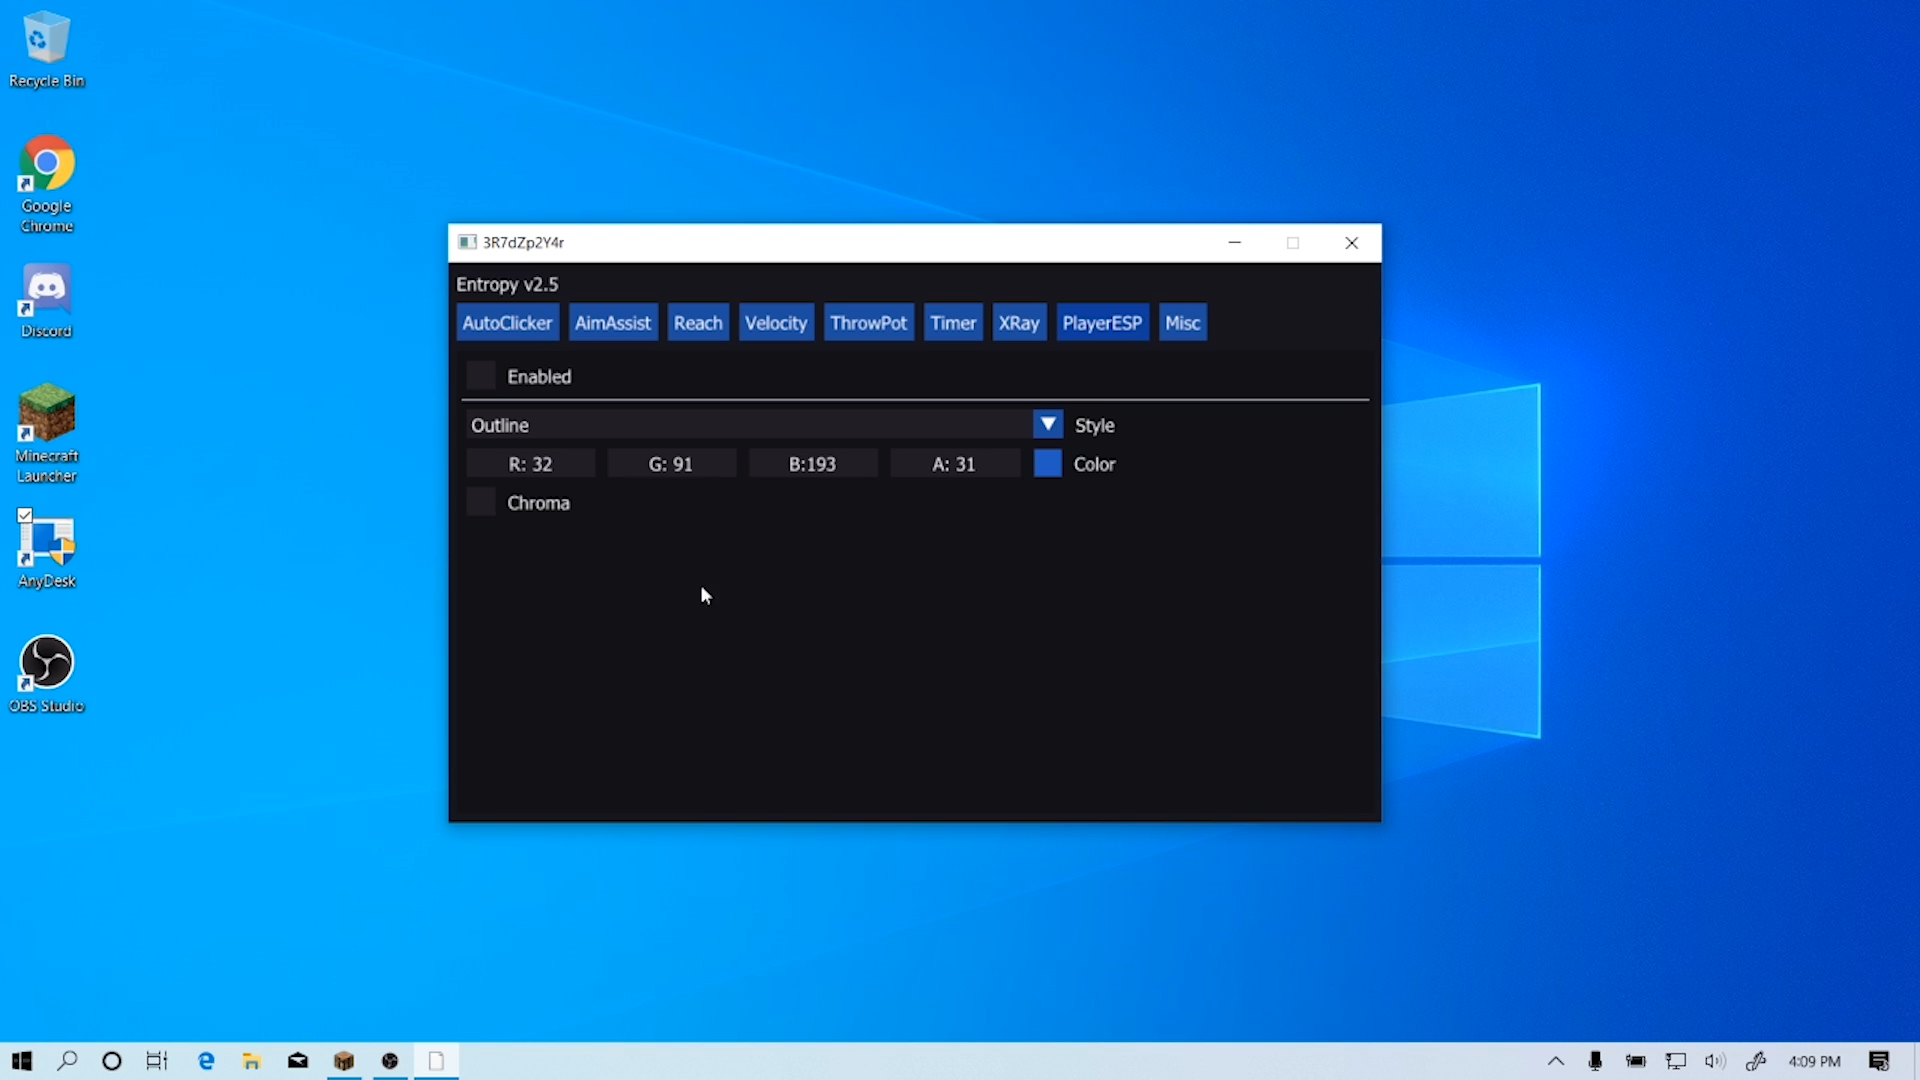 Recycle Bin
Google
Chrome
Discord
Minecraft
Launcher
AnyDesk
OBS Studio
3R7dZp2Y4r
Entropy v2.5
AutoClicker AimAssist Reach Velocity ThrowPot Timer XRay PlayerESP Misc
Enabled
Outline Style
R: 32 G: 91 B:193 A: 31 Color
Chroma
4:09 PM